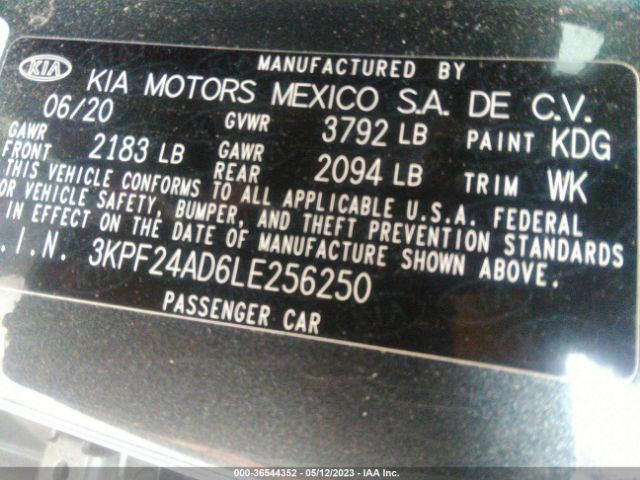 MANUFACTURED BY
KIA KIA MOTORS MEXICO S.A. DE C.V.
06/20 GVWR 3792 LB PAINT KDG
GAWR FRONT 2183 LB GAWR REAR 2094 LB TRIM WK
THIS VEHICLE CONFORMS TO ALL APPLICABLE U.S.A. FEDERAL
OR VEHICLE SAFETY, BUMPER, AND THEFT PREVENTION STANDARDS
IN EFFECT ON THE DATE OF MANUFACTURE SHOWN ABOVE.
.I.N. 3KPF24AD6LE256250
PASSENGER CAR
000-36544352 - 05/12/2023 - IAA Inc.